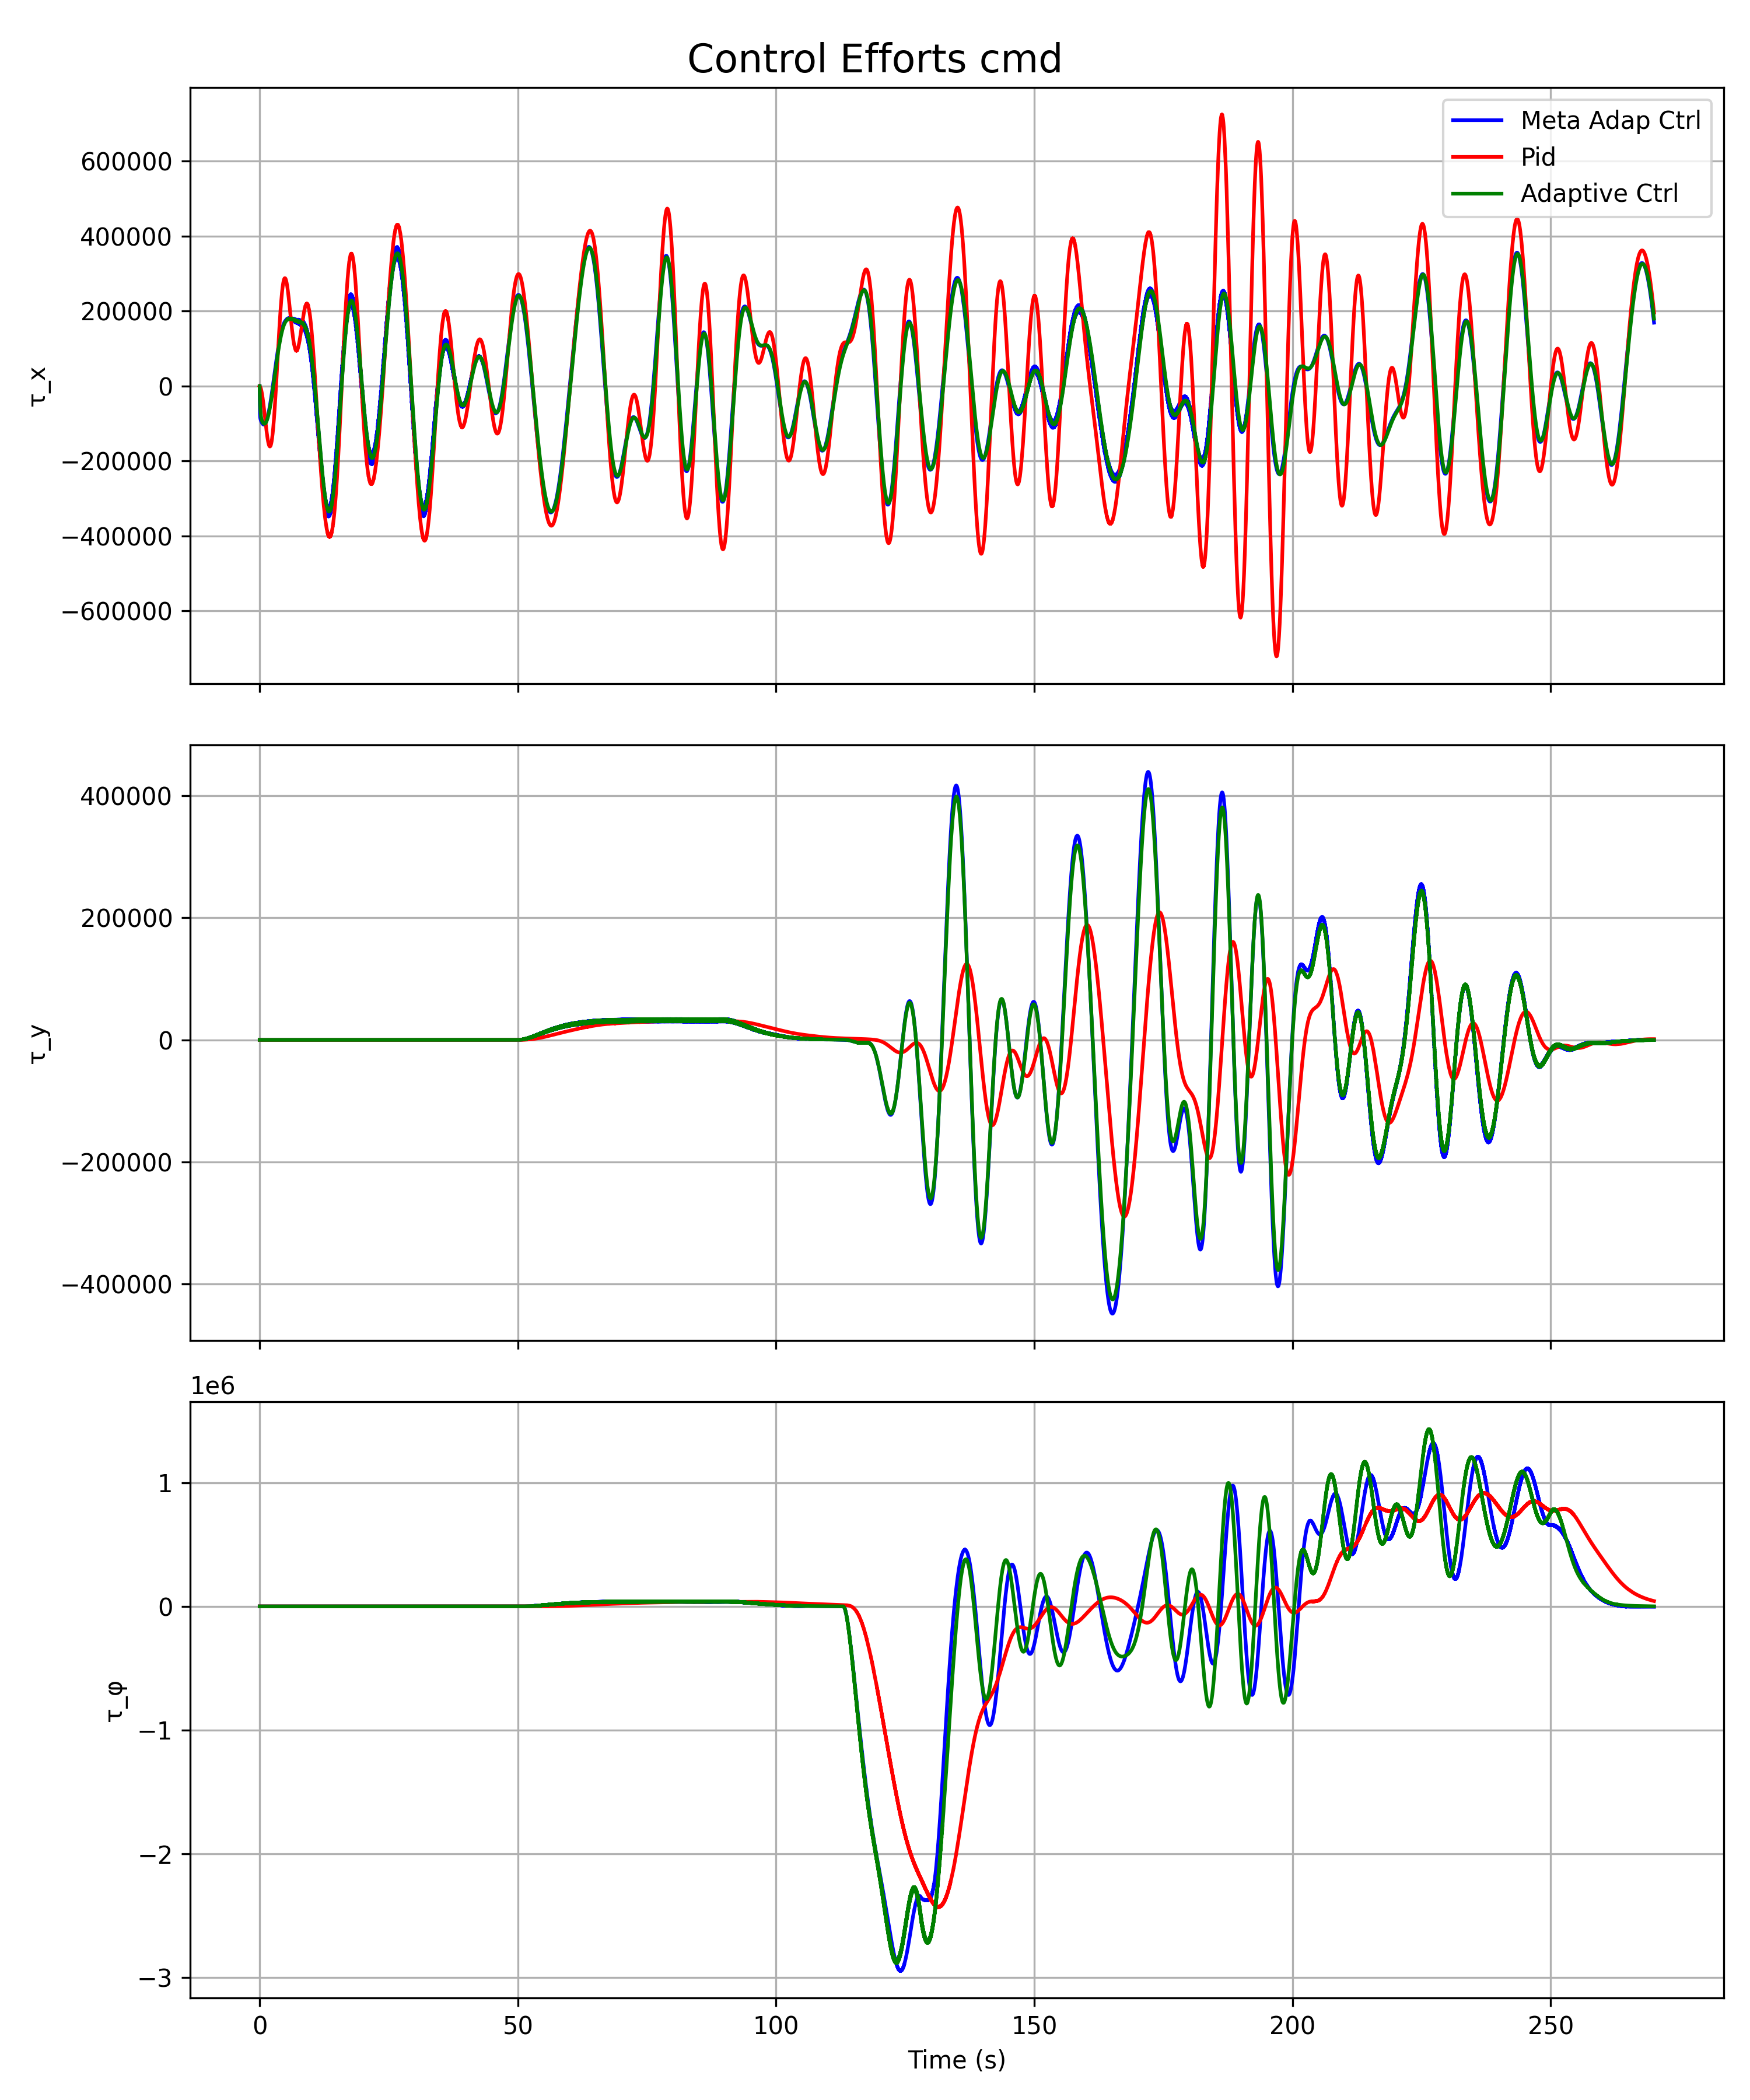 Control Efforts cmd
Meta Adap Ctrl
Pid
Adaptive Ctrl
600000
400000
200000
0
−200000
−400000
−600000
τ_x
400000
200000
0
−200000
−400000
τ_y
1e6
1
0
−1
−2
−3
τ_φ
0 50 100 150 200 250
Time (s)